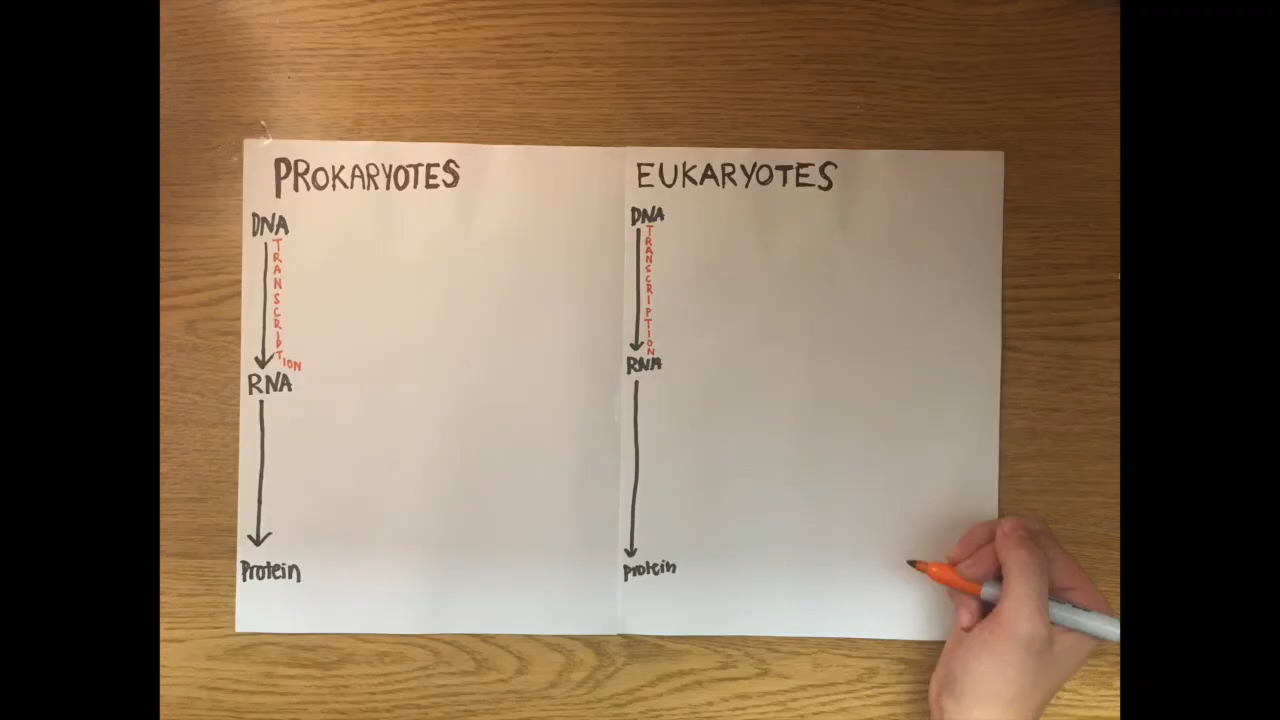 PROKARYOTES
DNA
TRANSCRIPTION
RNA
Protein
EUKARYOTES
DNA
TRANSCRIPTION
RNA
Protein